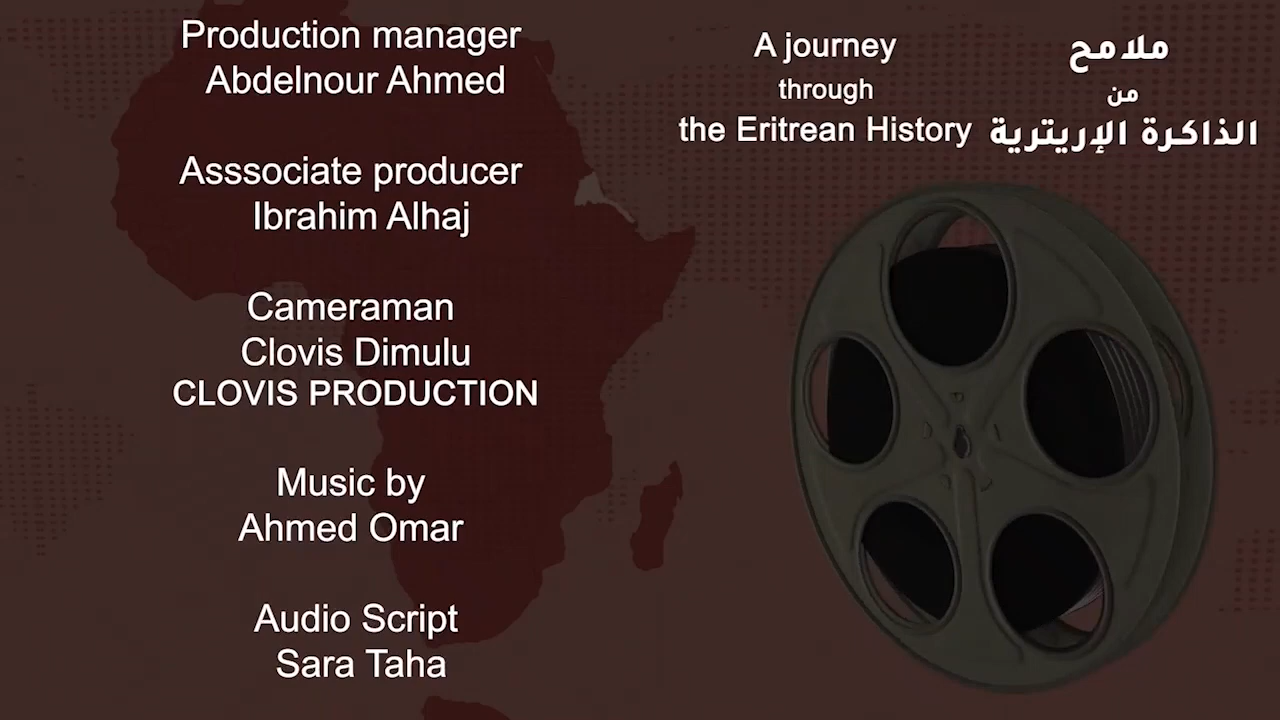 Production manager
Abdelnour Ahmed
Asssociate producer
Ibrahim Alhaj
Cameraman
Clovis Dimulu
CLOVIS PRODUCTION
Music by
Ahmed Omar
Audio Script
Sara Taha
A journey
through
the Eritrean History
ملامح
من
الذاكرة الإريترية